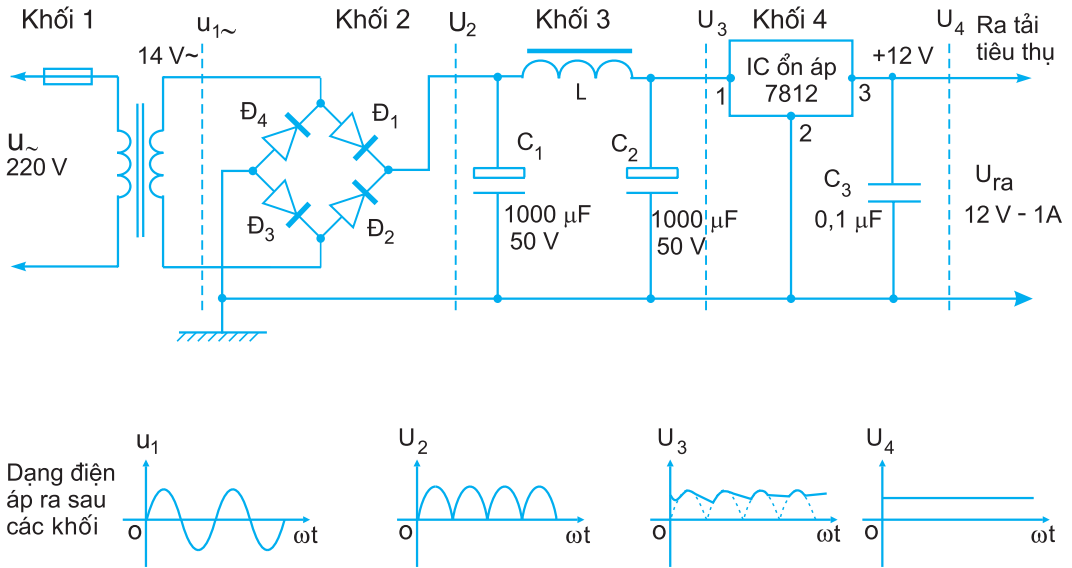 Khối 1
u1~
Khối 2
U2
Khối 3
U3
Khối 4
U4
Ra tải
tiêu thụ
14 V~
+12 V
IC ổn áp
7812
1
3
2
L
Đ4
Đ1
Đ3
Đ2
u~
220 V
C1
1000 μF
50 V
C2
1000 μF
50 V
C3
0,1 μF
Ura
12 V - 1A
Dạng điện
áp ra sau
các khối
u1
o
ωt
U2
o
ωt
U3
o
ωt
U4
o
ωt